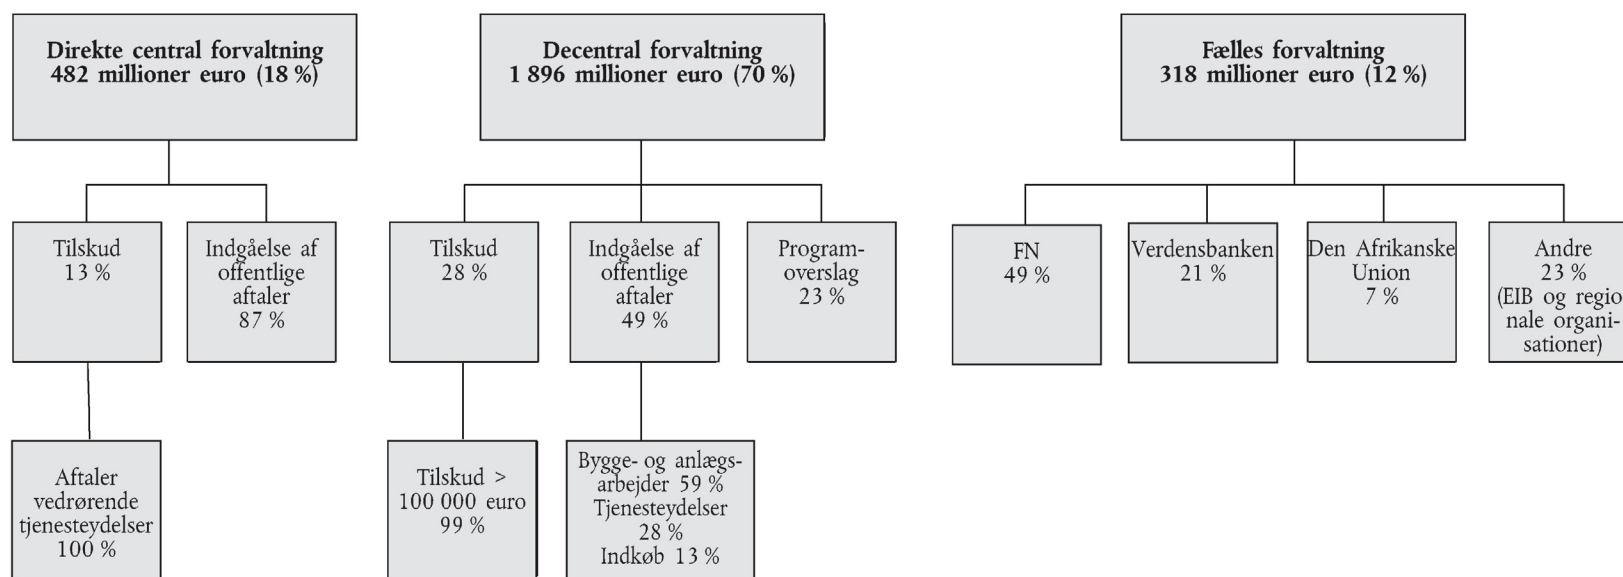 Direkte central forvaltning
482 millioner euro (18 %)
Decentral forvaltning
1 896 millioner euro (70 %)
Fælles forvaltning
318 millioner euro (12 %)
Tilskud
13 %
Indgåelse af
offentlige
aftaler
87 %
Tilskud
28 %
Indgåelse af
offentlige
aftaler
49 %
Program-
overslag
23 %
FN
49 %
Verdensbanken
21 %
Den Afrikanske
Union
7 %
Andre
23 %
(EIB og regio
nale organi-
sationer)
Aftaler
vedrørende
tjenesteydelser
100 %
Tilskud >
100 000 euro
99 %
Bygge- og anlægs-
arbejder 59 %
Tjenesteydelser
28 %
Indkøb 13 %